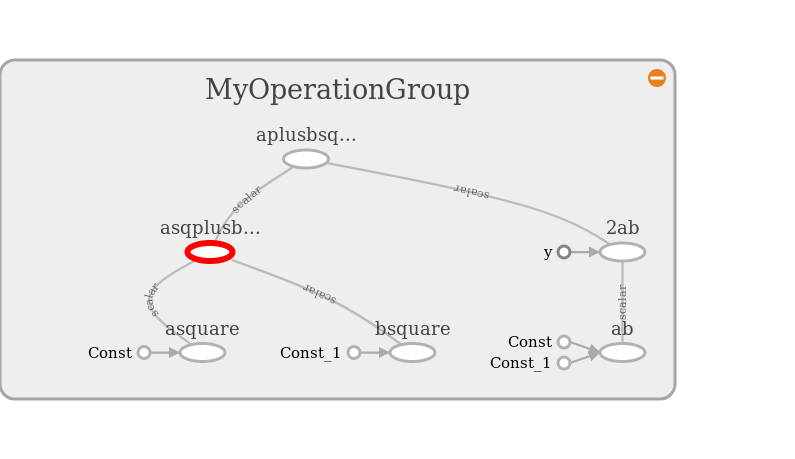 MyOperationGroup
aplusbsq...
scalar
scalar
asqplusb...
2ab
y
scalar
scalar
scalar
asquare
bsquare
ab
Const
Const_1
Const
Const_1